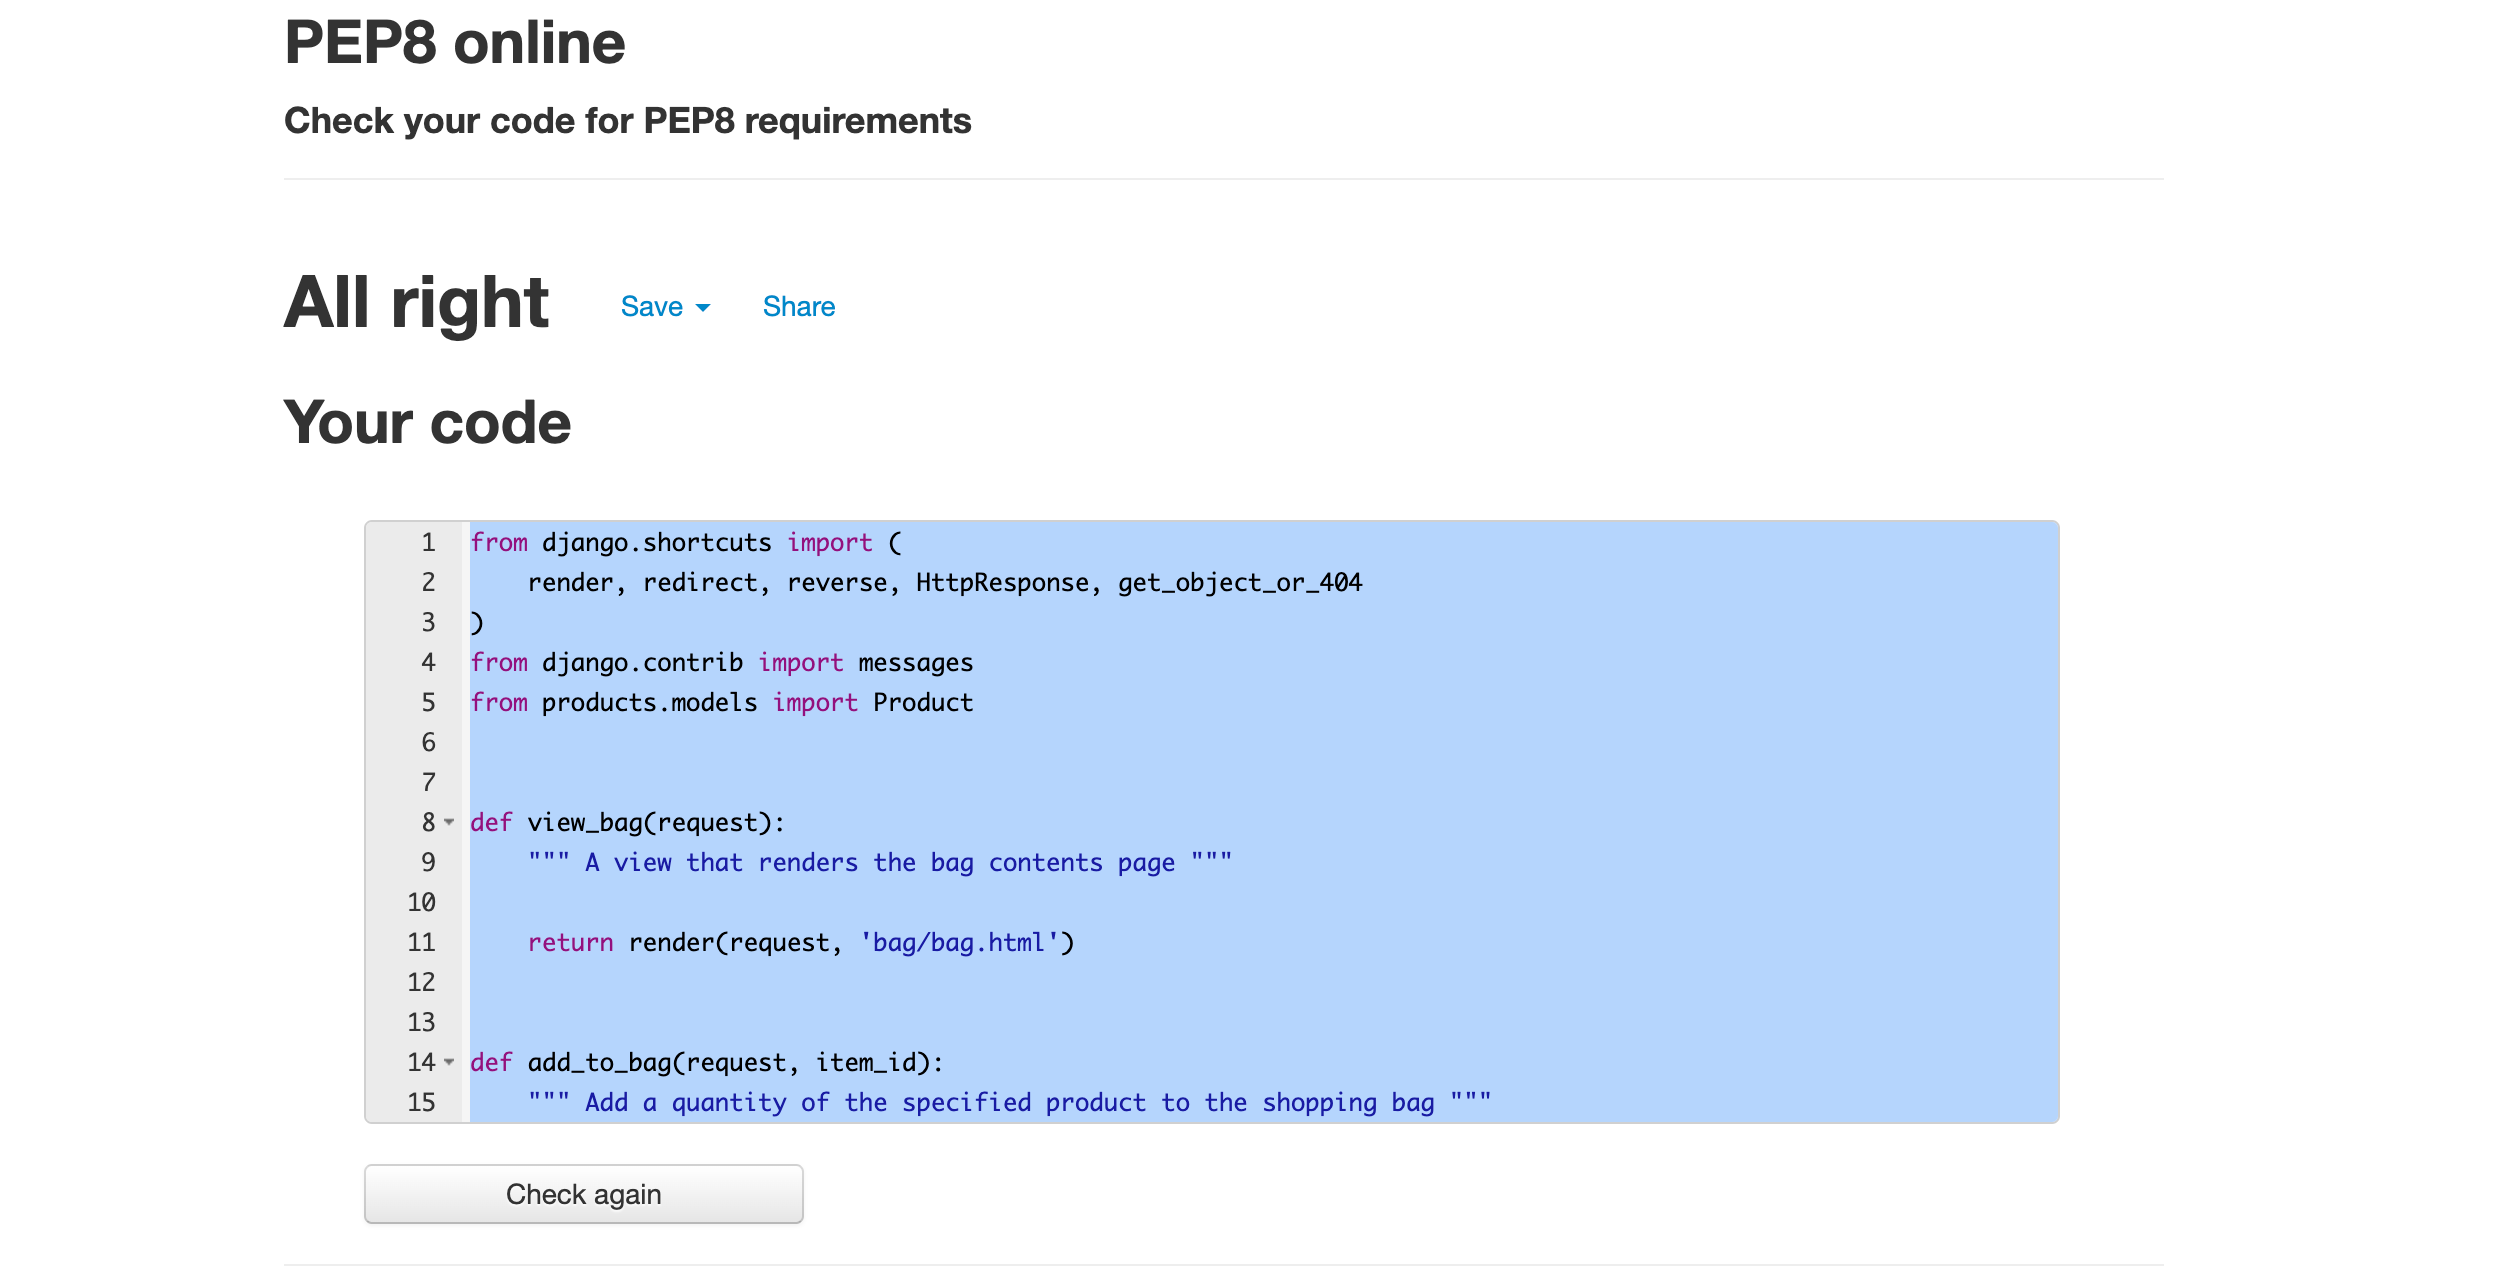 PEP8 online
Check your code for PEP8 requirements
All right Save Share
Your code
1 from django.shortcuts import (
2     render, redirect, reverse, HttpResponse, get_object_or_404
3 )
4 from django.contrib import messages
5 from products.models import Product
6
7
8 def view_bag(request):
9     """ A view that renders the bag contents page """
10
11     return render(request, 'bag/bag.html')
12
13
14 def add_to_bag(request, item_id):
15     """ Add a quantity of the specified product to the shopping bag """
Check again